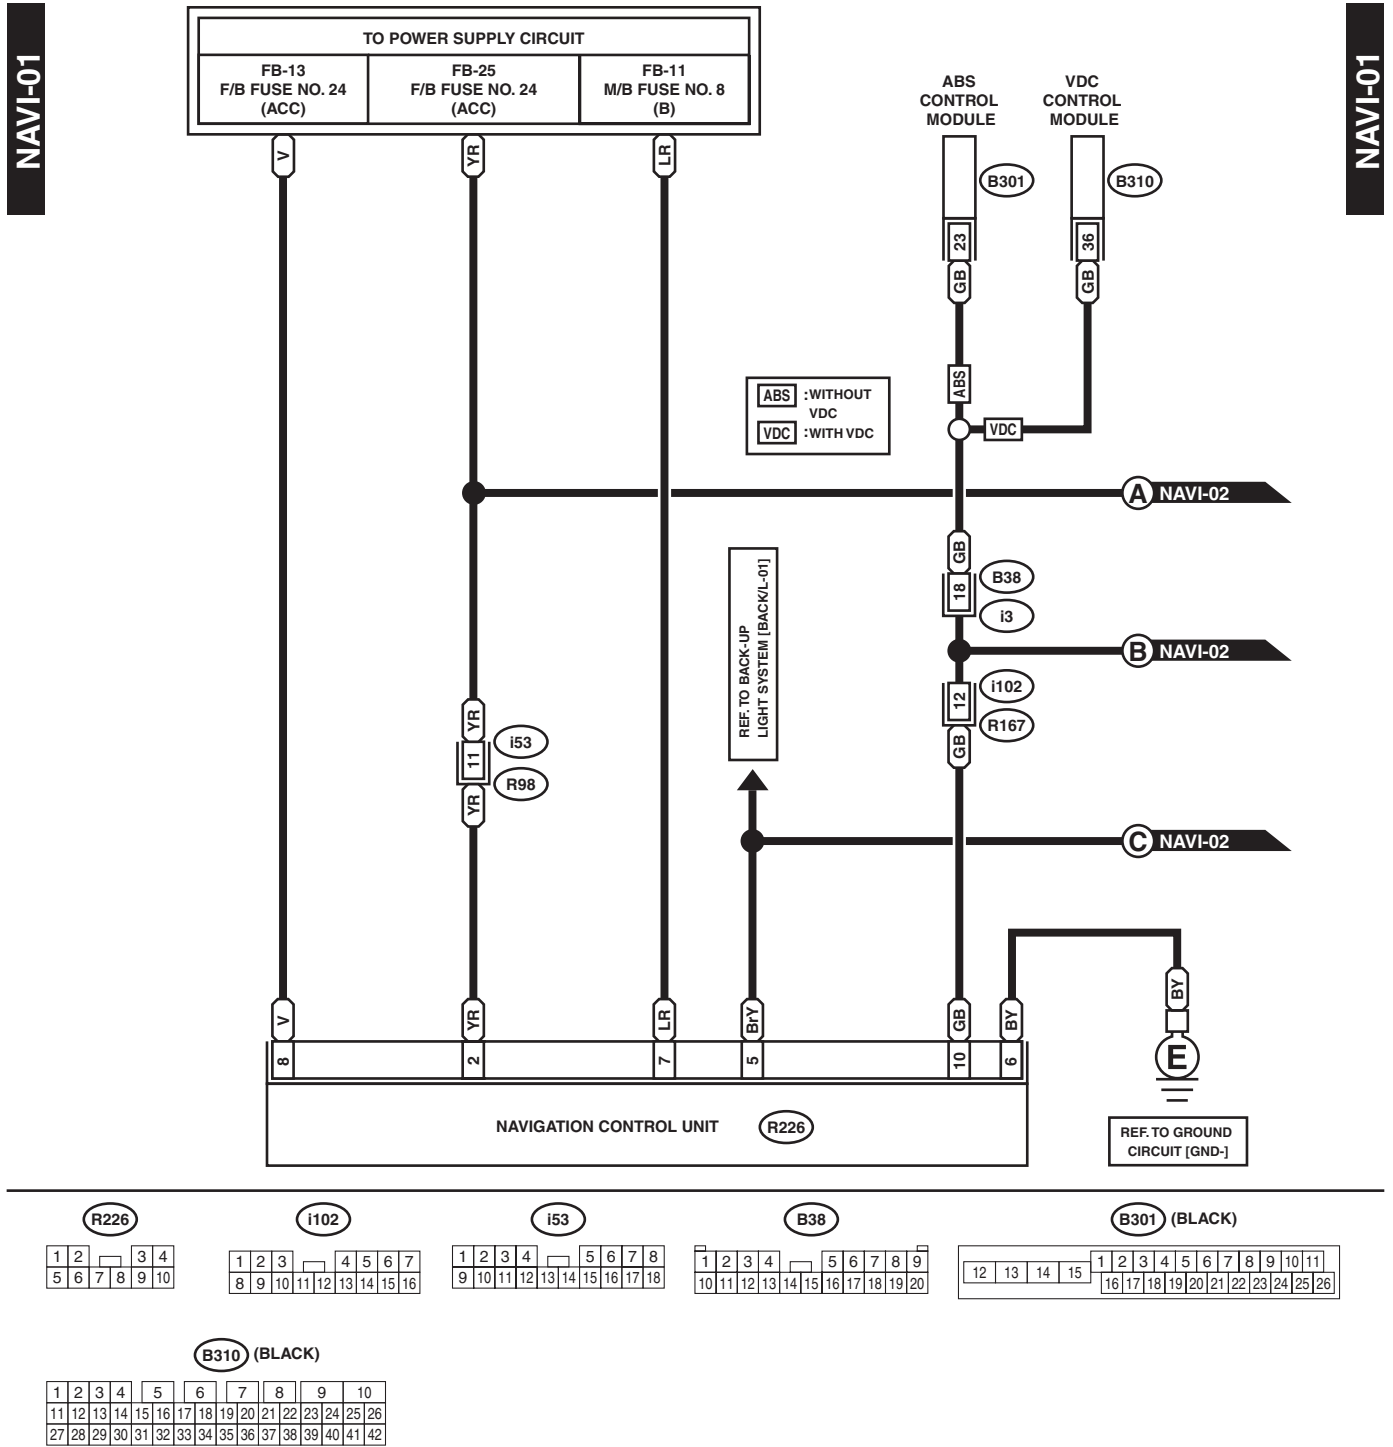 NAVI-01
NAVI-01
TO POWER SUPPLY CIRCUIT
FB-13
F/B FUSE NO. 24
(ACC)
FB-25
F/B FUSE NO. 24
(ACC)
FB-11
M/B FUSE NO. 8
(B)
V
YR
LR
ABS
CONTROL
MODULE
VDC
CONTROL
MODULE
B301
B310
23
36
GB
GB
ABS
ABS :WITHOUT
VDC
VDC :WITH VDC
VDC
A NAVI-02
GB
18
B38
i3
REF. TO BACK-UP
LIGHT SYSTEM [BACK/L-01]
B NAVI-02
12
i102
R167
GB
YR
11
i53
R98
YR
C NAVI-02
BY
E
V
YR
LR
BrY
GB
BY
8
2
7
5
10
6
NAVIGATION CONTROL UNIT R226
REF. TO GROUND
CIRCUIT [GND-]
R226
1 2 3 4
5 6 7 8 9 10
i102
1 2 3 4 5 6 7
8 9 10 11 12 13 14 15 16
i53
1 2 3 4 5 6 7 8
9 10 11 12 13 14 15 16 17 18
B38
1 2 3 4 5 6 7 8 9
10 11 12 13 14 15 16 17 18 19 20
B301 (BLACK)
12 13 14 15 1 2 3 4 5 6 7 8 9 10 11
16 17 18 19 20 21 22 23 24 25 26
B310 (BLACK)
1 2 3 4 5 6 7 8 9 10
11 12 13 14 15 16 17 18 19 20 21 22 23 24 25 26
27 28 29 30 31 32 33 34 35 36 37 38 39 40 41 42